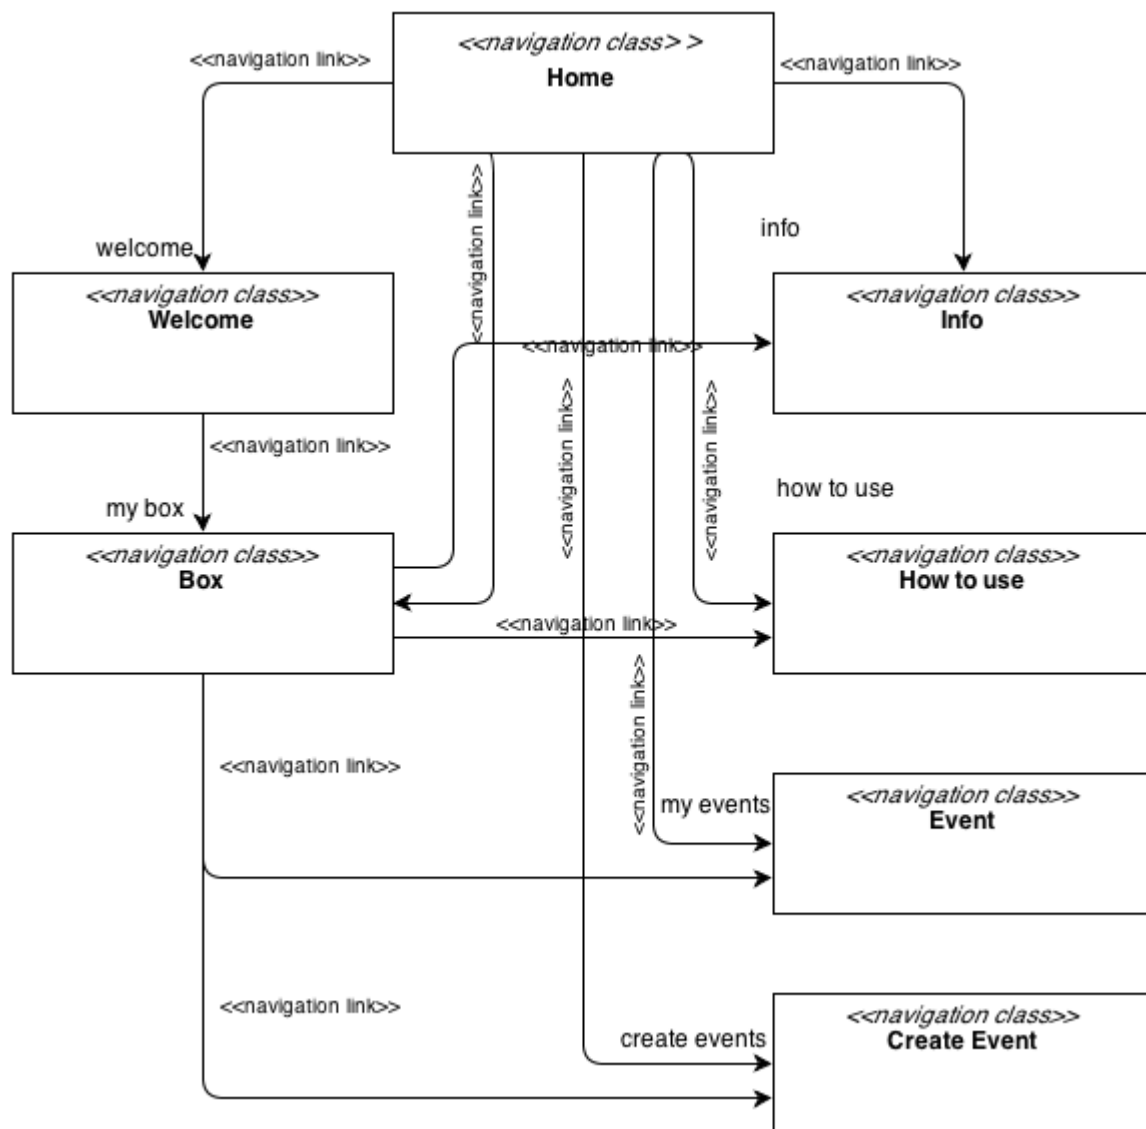 <<navigation class> >
Home
<<navigation link>>
<<navigation link>>
<<navigation link>>
<<navigation link>>
welcome
info
<<navigation class>>
Welcome
<<navigation class>>
Info
<<navigation link>>
<<navigation link>>
<<navigation link>>
<<navigation link>>
my box
how to use
<<navigation class>>
Box
<<navigation class>>
How to use
<<navigation link>>
<<navigation link>>
<<navigation link>>
my events
<<navigation class>>
Event
<<navigation link>>
create events
<<navigation class>>
Create Event